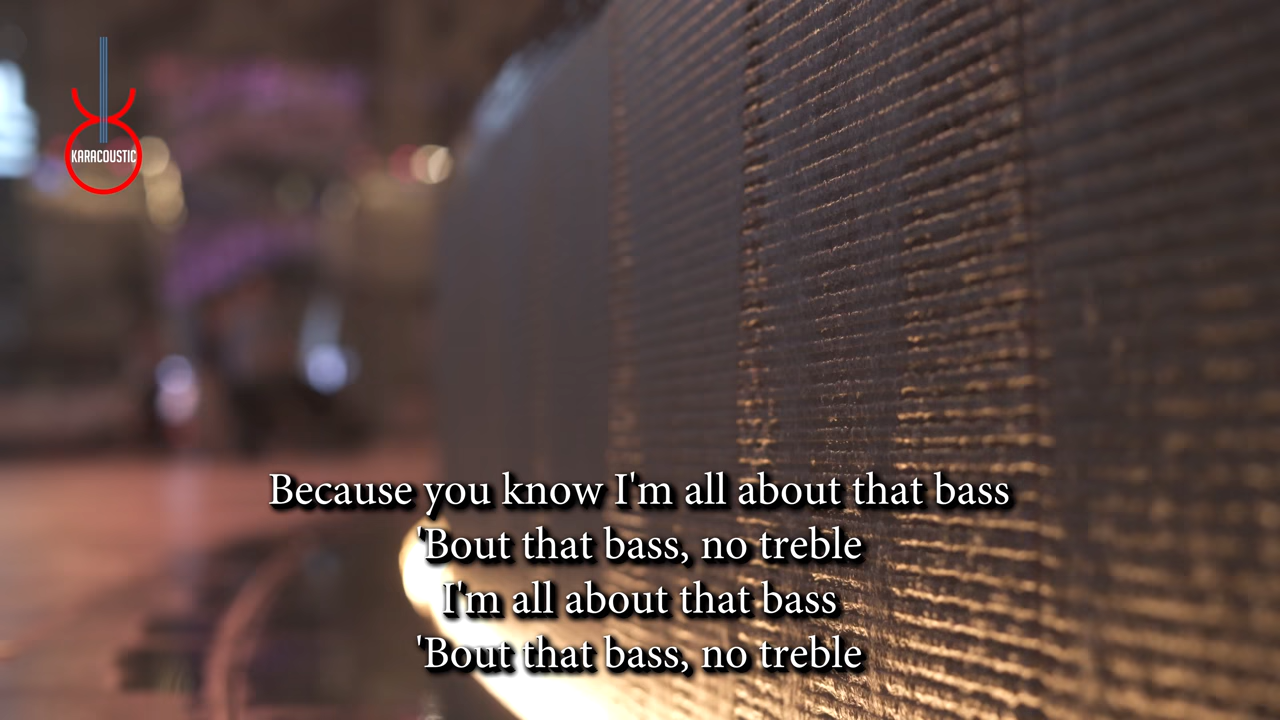 KARACOUSTIC
Because you know I'm all about that bass
'Bout that bass, no treble
I'm all about that bass
'Bout that bass, no treble